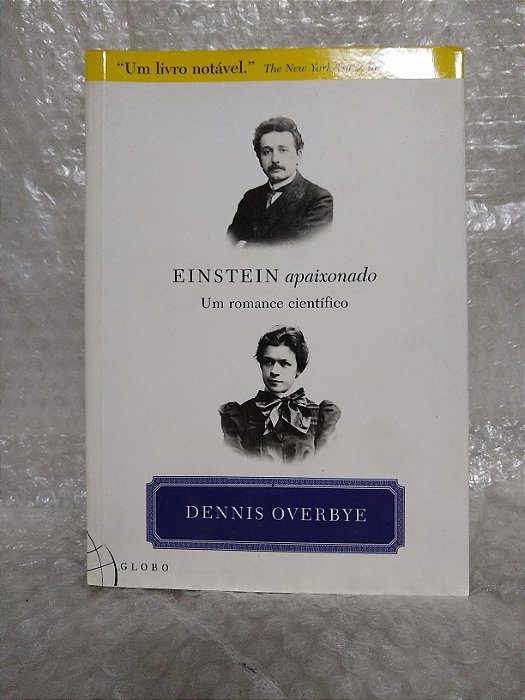 “Um livro notável.” The New York
EINSTEIN apaixonado
Um romance científico
DENNIS OVERBYE
GLOBO